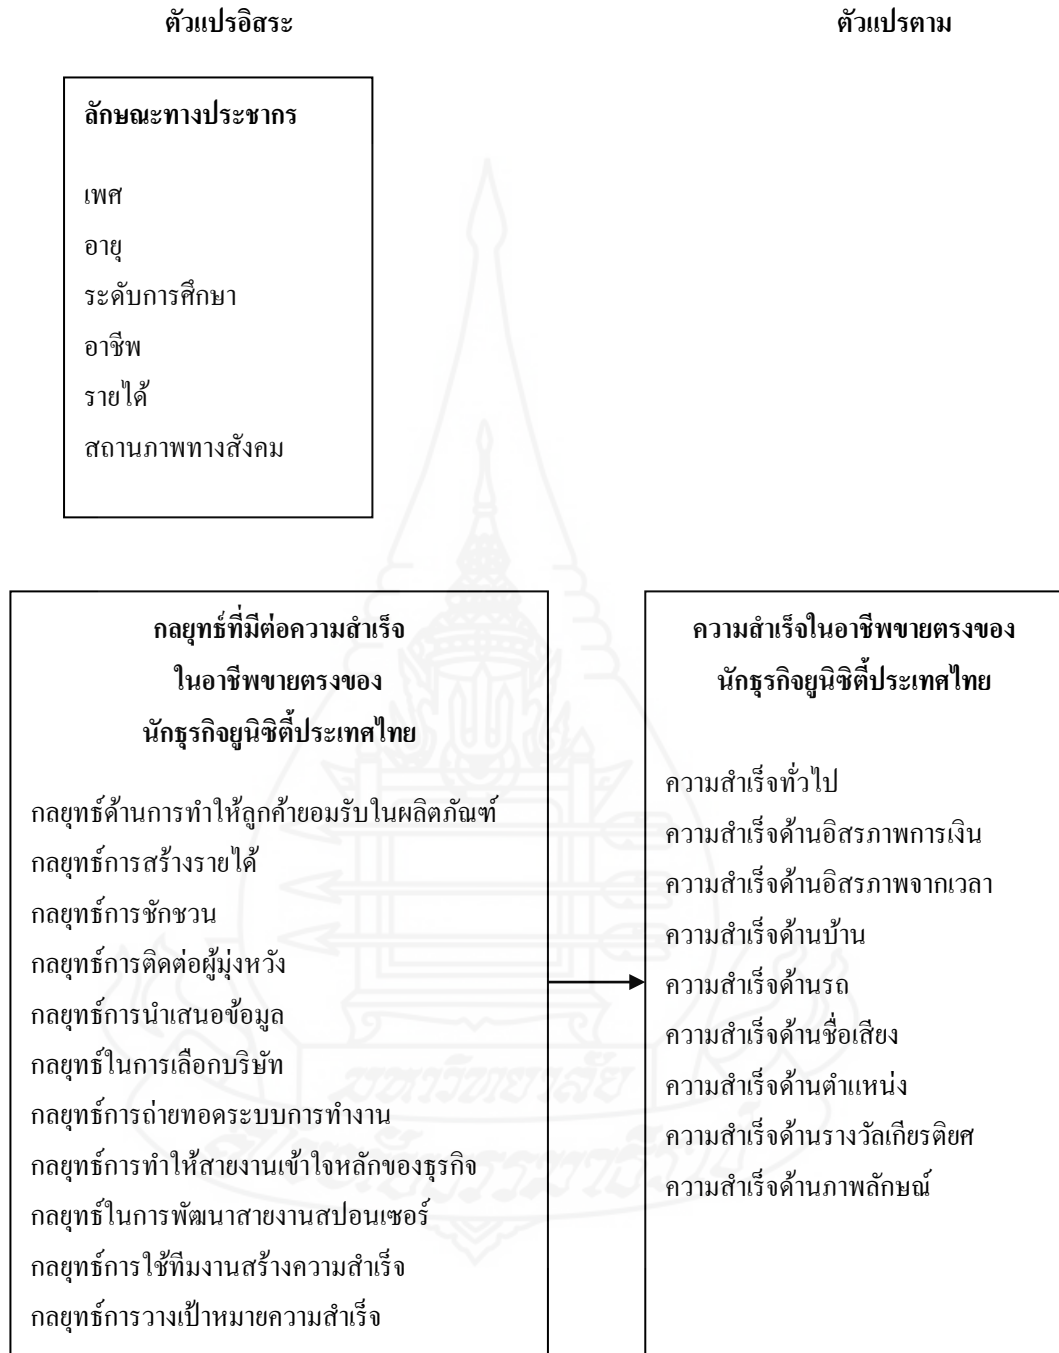 ตัวแปรอิสระ
ตัวแปรตาม
ลักษณะทางประชากร
เพศ
อายุ
ระดับการศึกษา
อาชีพ
รายได้
สถานภาพทางสังคม
กลยุทธ์ที่มีต่อความสำเร็จ
ในอาชีพขายตรงของ
นักธุรกิจยูนิซิตี้ประเทศไทย
กลยุทธ์ด้านการทำให้ลูกค้ายอมรับในผลิตภัณฑ์
กลยุทธ์การสร้างรายได้
กลยุทธ์การชักชวน
กลยุทธ์การติดต่อผู้มุ่งหวัง
กลยุทธ์การนำเสนอข้อมูล
กลยุทธ์ในการเลือกบริษัท
กลยุทธ์การถ่ายทอดระบบการทำงาน
กลยุทธ์การทำให้สายงานเข้าใจหลักของธุรกิจ
กลยุทธ์ในการพัฒนาสายงานสปอนเซอร์
กลยุทธ์การใช้ทีมงานสร้างความสำเร็จ
กลยุทธ์การวางเป้าหมายความสำเร็จ
ความสำเร็จในอาชีพขายตรงของ
นักธุรกิจยูนิซิตี้ประเทศไทย
ความสำเร็จทั่วไป
ความสำเร็จด้านอิสรภาพการเงิน
ความสำเร็จด้านอิสรภาพจากเวลา
ความสำเร็จด้านบ้าน
ความสำเร็จด้านรถ
ความสำเร็จด้านชื่อเสียง
ความสำเร็จด้านตำแหน่ง
ความสำเร็จด้านรางวัลเกียรติยศ
ความสำเร็จด้านภาพลักษณ์
มหาวิทยาลัย
สุโขทัยธรรมาธิราช